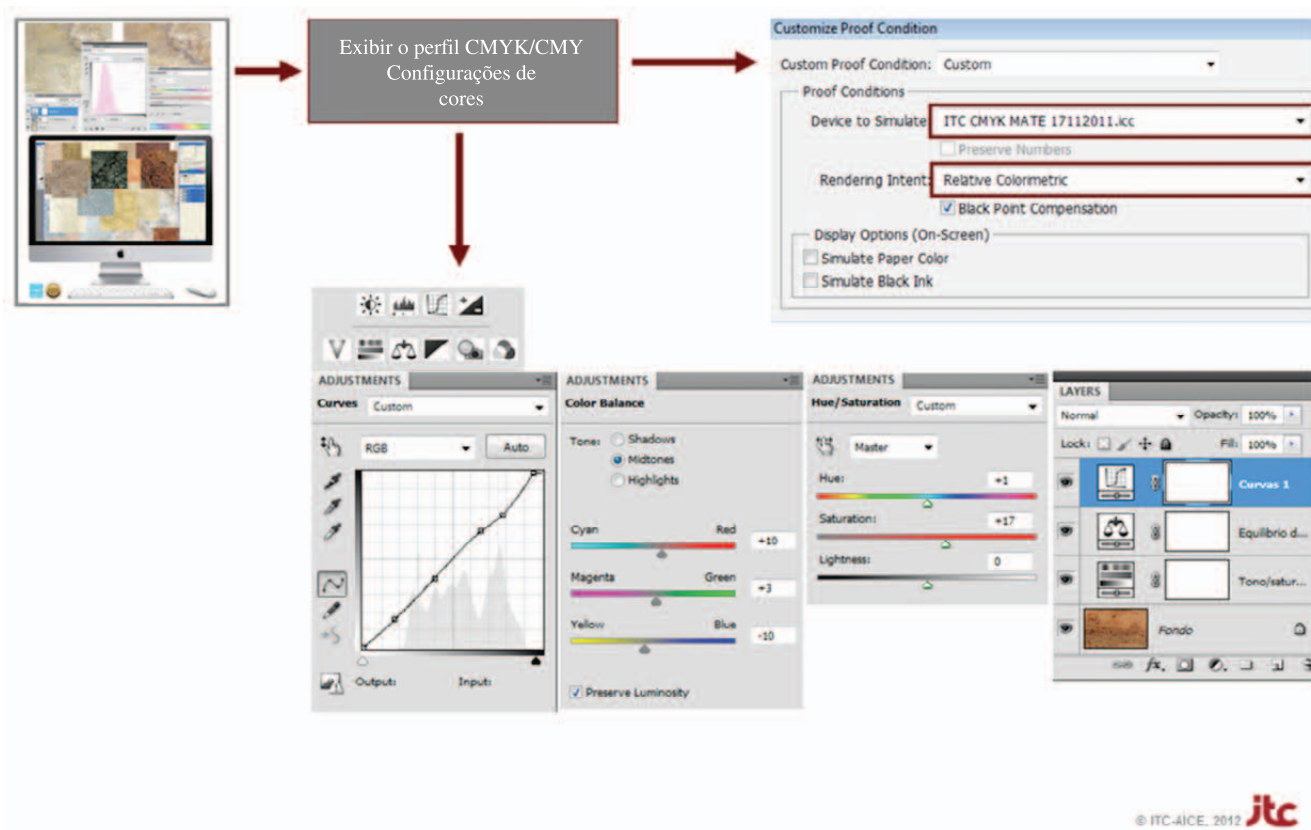 Exibir o perfil CMYK/CMY
Configurações de
cores
Customize Proof Condition
Custom Proof Condition: Custom
Proof Conditions
Device to Simulate: ITC CMYK MATE 17112011.icc
Preserve Numbers
Rendering Intent: Relative Colorimetric
Black Point Compensation
Display Options (On-Screen)
Simulate Paper Color
Simulate Black Ink
ADJUSTMENTS
Curves Custom
RGB Auto
Output: Input:
ADJUSTMENTS
Color Balance
Tone: Shadows
Midtones
Highlights
Cyan Red +10
Magenta Green +3
Yellow Blue -10
Preserve Luminosity
ADJUSTMENTS
Hue/Saturation Custom
Master
Hue: +1
Saturation: +17
Lightness: 0
LAYERS
Normal Opacity: 100%
Lock: Fill: 100%
Curvas 1
Equilibrio d...
Tono/satur...
Fondo
fx.
© ITC-AICE, 2012 itc